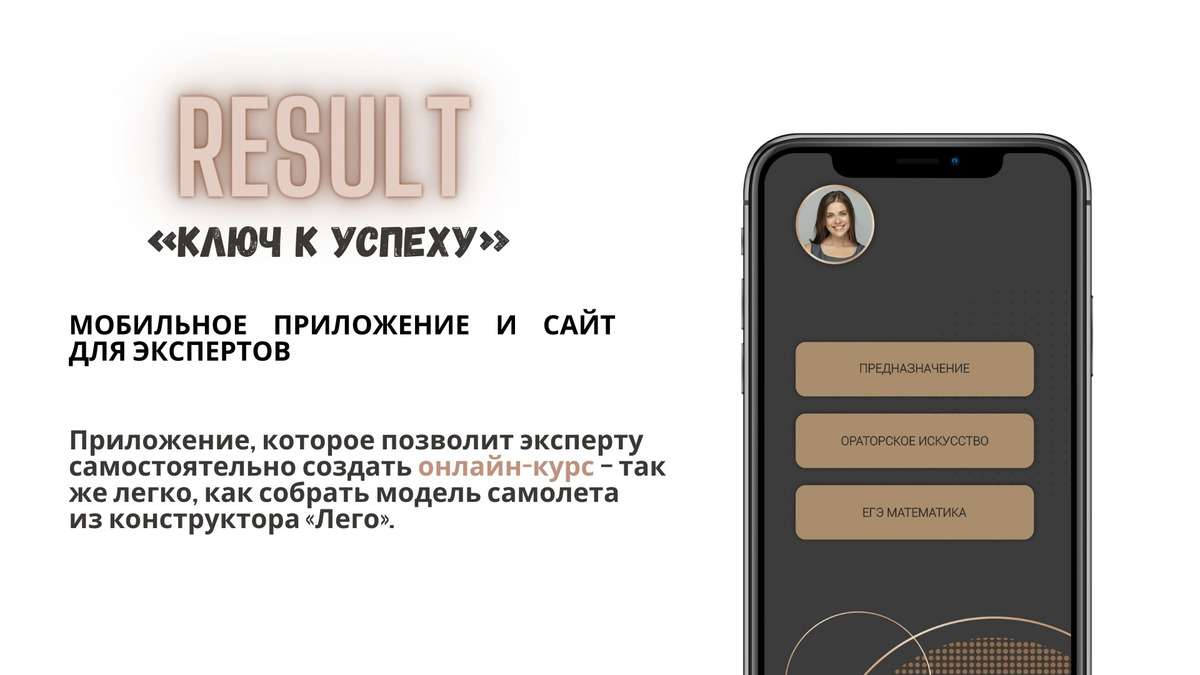 RESULT
«КЛЮЧ К УСПЕХУ»
МОБИЛЬНОЕ ПРИЛОЖЕНИЕ И САЙТ
ДЛЯ ЭКСПЕРТОВ
Приложение, которое позволит эксперту
самостоятельно создать онлайн-курс – так
же легко, как собрать модель самолета
из конструктора «Лего».
ПРЕДНАЗНАЧЕНИЕ
ОРАТОРСКОЕ ИСКУССТВО
ЕГЭ МАТЕМАТИКА